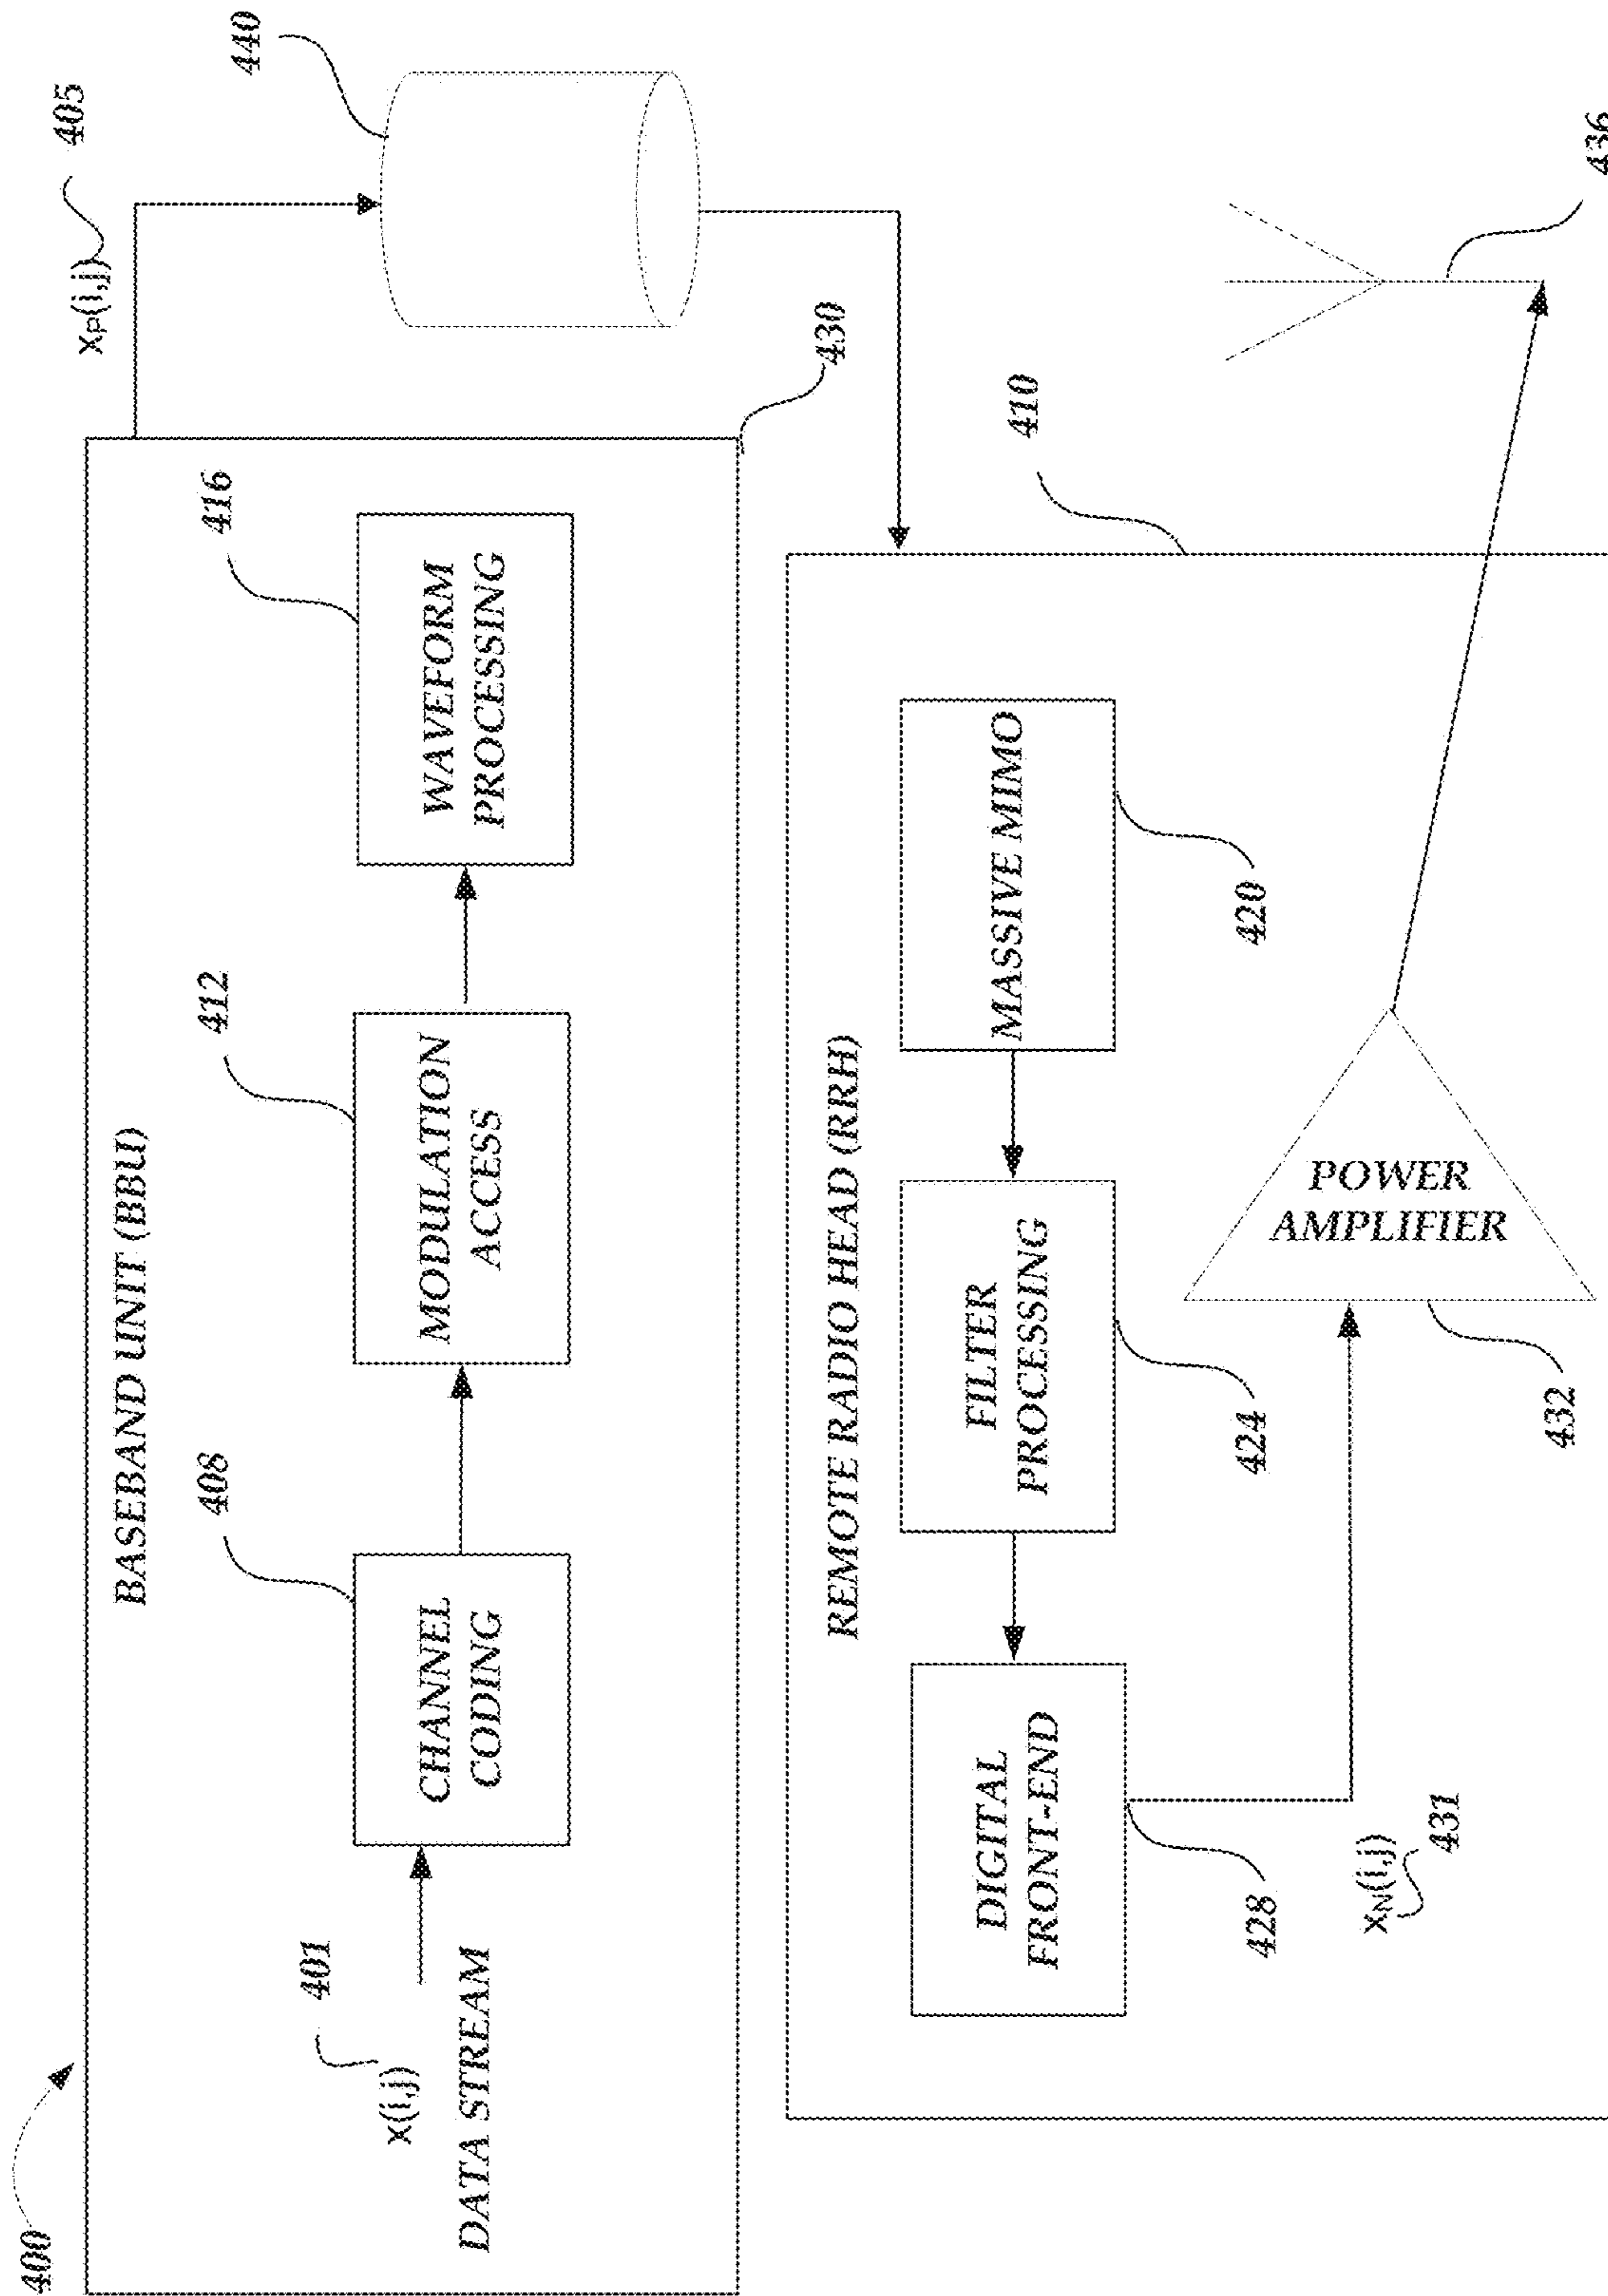 400
BASEBAND UNIT (BBU)
xP(i,j)
405
401
x(i,j)
DATA STREAM
408
CHANNEL
CODING
412
MODULATION
ACCESS
416
WAVEFORM
PROCESSING
440
430
REMOTE RADIO HEAD (RRH)
410
DIGITAL
FRONT-END
428
FILTER
PROCESSING
424
MASSIVE MIMO
420
xN(i,j)
431
POWER
AMPLIFIER
432
436